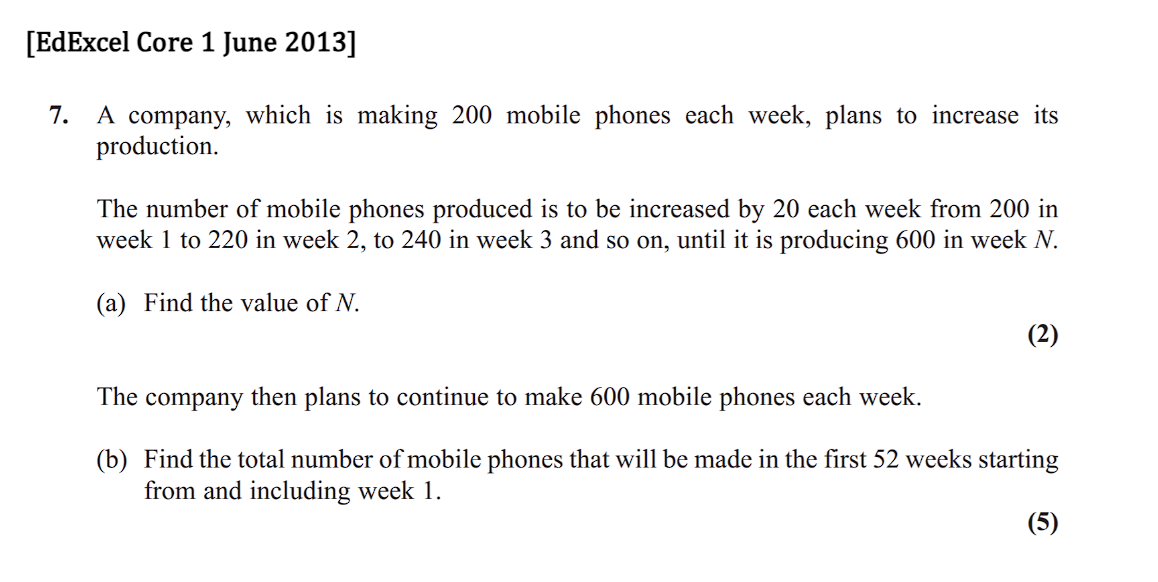 [EdExcel Core 1 June 2013]
7. A company, which is making 200 mobile phones each week, plans to increase its
production.
The number of mobile phones produced is to be increased by 20 each week from 200 in
week 1 to 220 in week 2, to 240 in week 3 and so on, until it is producing 600 in week N.
(a) Find the value of N.
(2)
The company then plans to continue to make 600 mobile phones each week.
(b) Find the total number of mobile phones that will be made in the first 52 weeks starting
from and including week 1.
(5)